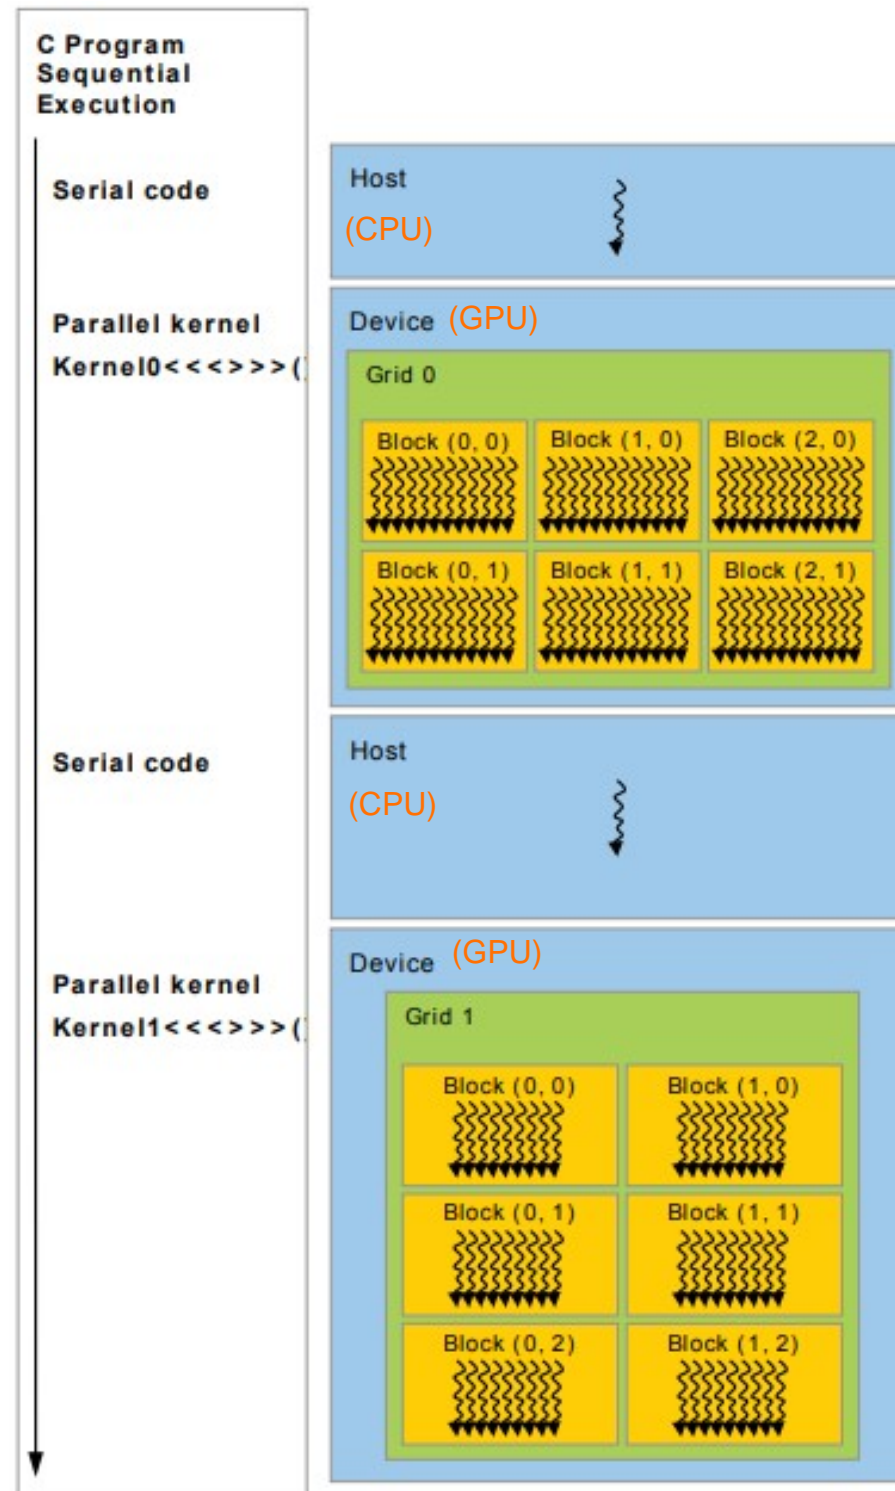 C Program
Sequential
Execution
Serial code
Host
(CPU)
Parallel kernel
Kernel0<<<>>>()
Device (GPU)
Grid 0
Block (0, 0) Block (1, 0) Block (2, 0)
Block (0, 1) Block (1, 1) Block (2, 1)
Serial code
Host
(CPU)
Parallel kernel
Kernel1<<<>>>()
Device (GPU)
Grid 1
Block (0, 0) Block (1, 0)
Block (0, 1) Block (1, 1)
Block (0, 2) Block (1, 2)